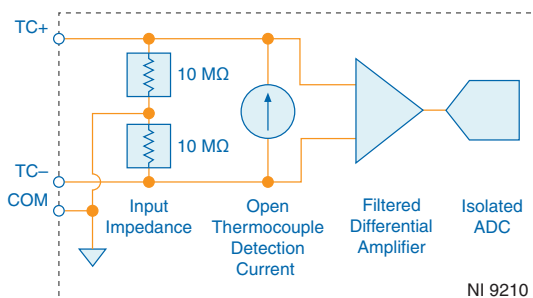 TC+
10 MΩ
10 MΩ
TC–
COM
Input
Impedance
Open
Thermocouple
Detection
Current
Filtered
Differential
Amplifier
Isolated
ADC
NI 9210